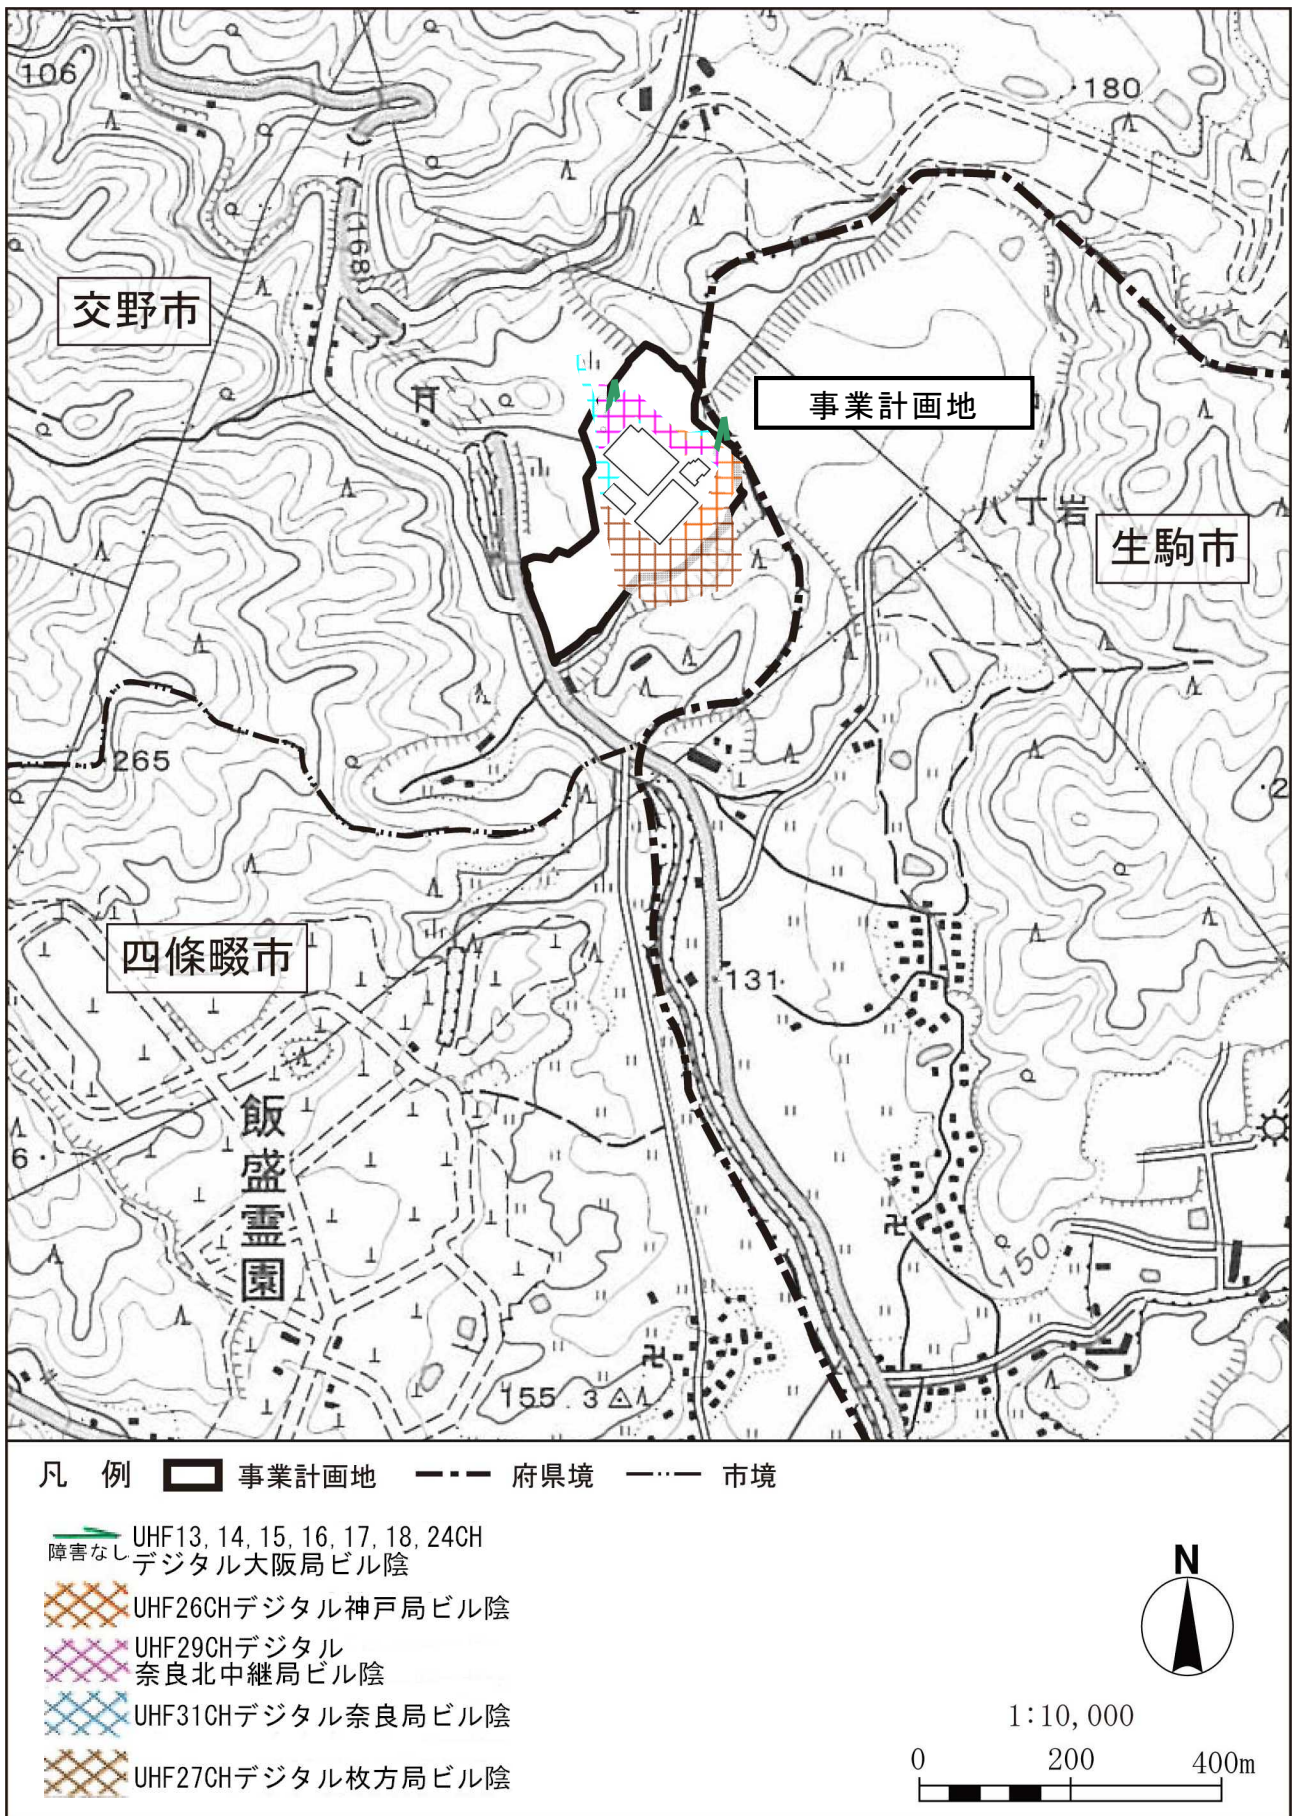 106
180
(168)
交野市
事業計画地
八丁岩
生駒市
265
四條畷市
131
飯盛霊園
6
150
155.3
凡 例 事業計画地 府県境 市境
障害なし
UHF13, 14, 15, 16, 17, 18, 24CH
デジタル大阪局ビル陰
UHF26CHデジタル神戸局ビル陰
UHF29CHデジタル
奈良北中継局ビル陰
UHF31CHデジタル奈良局ビル陰
UHF27CHデジタル枚方局ビル陰
N
1:10,000
0 200 400m